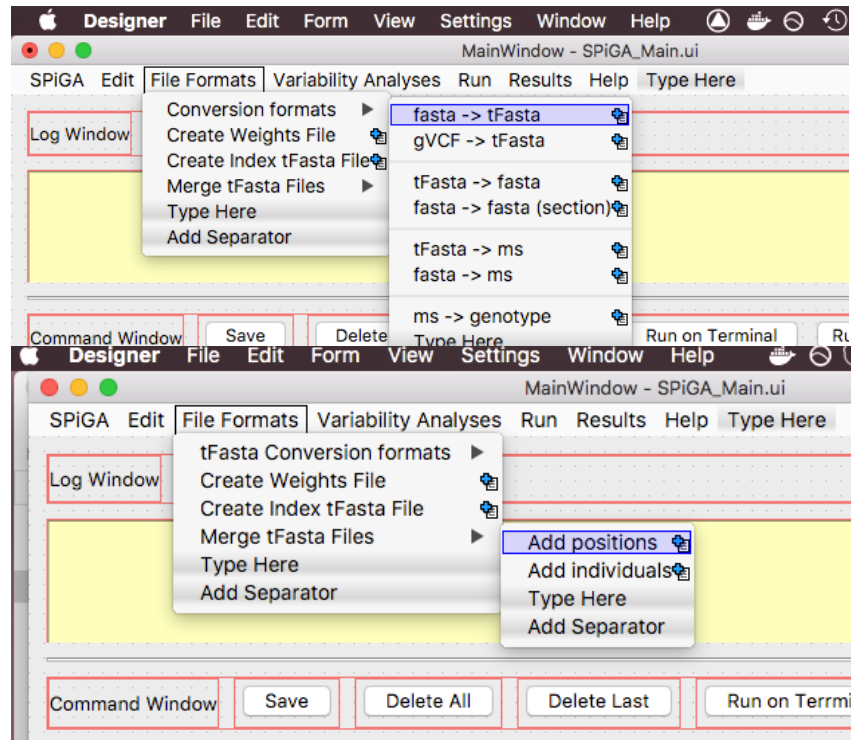 Designer File Edit Form View Settings Window Help
MainWindow - SPiGA_Main.ui
SPiGA Edit File Formats Variability Analyses Run Results Help Type Here
Log Window
Conversion formats
Create Weights File
Create Index tFasta File
Merge tFasta Files
Type Here
Add Separator
fasta -> tFasta
gVCF -> tFasta
tFasta -> fasta
fasta -> fasta (section)
tFasta -> ms
fasta -> ms
ms -> genotype
Type Here
Command Window Save Delete Run on Terminal Ru
Designer File Edit Form View Settings Window Help
MainWindow - SPiGA_Main.ui
SPiGA Edit File Formats Variability Analyses Run Results Help Type Here
Log Window
tFasta Conversion formats
Create Weights File
Create Index tFasta File
Merge tFasta Files
Type Here
Add Separator
Add positions
Add individuals
Type Here
Add Separator
Command Window Save Delete All Delete Last Run on Terrmi